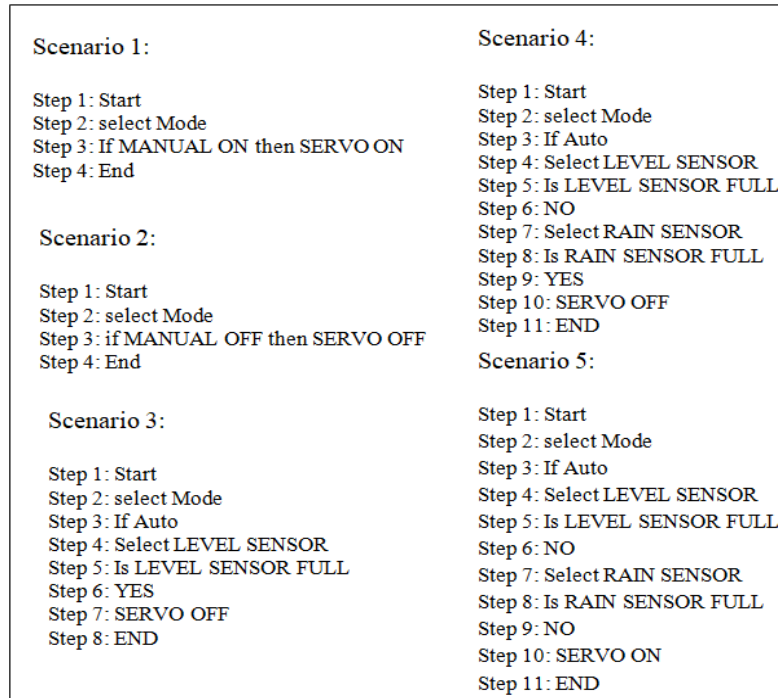 Scenario 1:
Step 1: Start
Step 2: select Mode
Step 3: If MANUAL ON then SERVO ON
Step 4: End
Scenario 2:
Step 1: Start
Step 2: select Mode
Step 3: if MANUAL OFF then SERVO OFF
Step 4: End
Scenario 3:
Step 1: Start
Step 2: select Mode
Step 3: If Auto
Step 4: Select LEVEL SENSOR
Step 5: Is LEVEL SENSOR FULL
Step 6: YES
Step 7: SERVO OFF
Step 8: END
Scenario 4:
Step 1: Start
Step 2: select Mode
Step 3: If Auto
Step 4: Select LEVEL SENSOR
Step 5: Is LEVEL SENSOR FULL
Step 6: NO
Step 7: Select RAIN SENSOR
Step 8: Is RAIN SENSOR FULL
Step 9: YES
Step 10: SERVO OFF
Step 11: END
Scenario 5:
Step 1: Start
Step 2: select Mode
Step 3: If Auto
Step 4: Select LEVEL SENSOR
Step 5: Is LEVEL SENSOR FULL
Step 6: NO
Step 7: Select RAIN SENSOR
Step 8: Is RAIN SENSOR FULL
Step 9: NO
Step 10: SERVO ON
Step 11: END